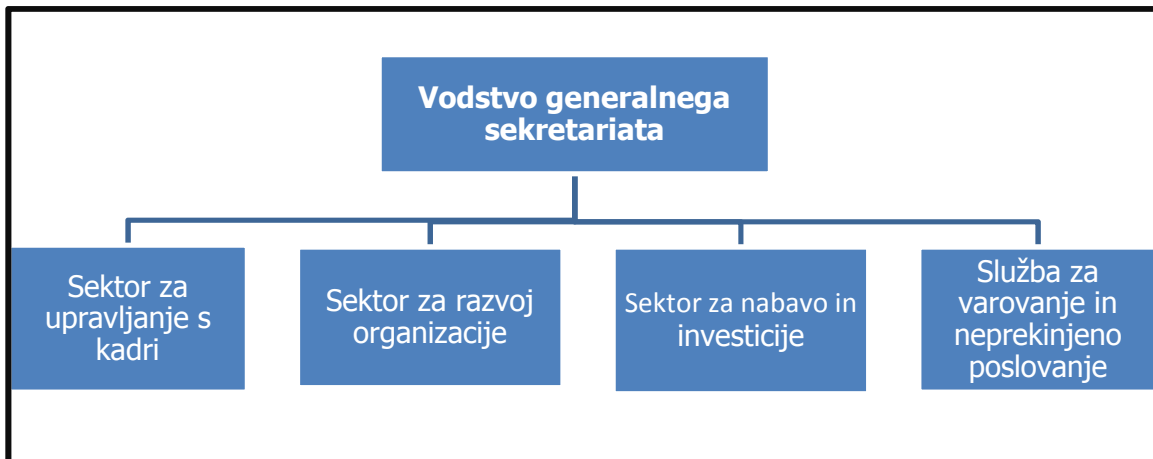 Vodstvo generalnega
sekretariata
Sektor za
upravljanje s
kadri
Sektor za razvoj
organizacije
Sektor za nabavo in
investicije
Služba za
varovanje in
neprekinjeno
poslovanje